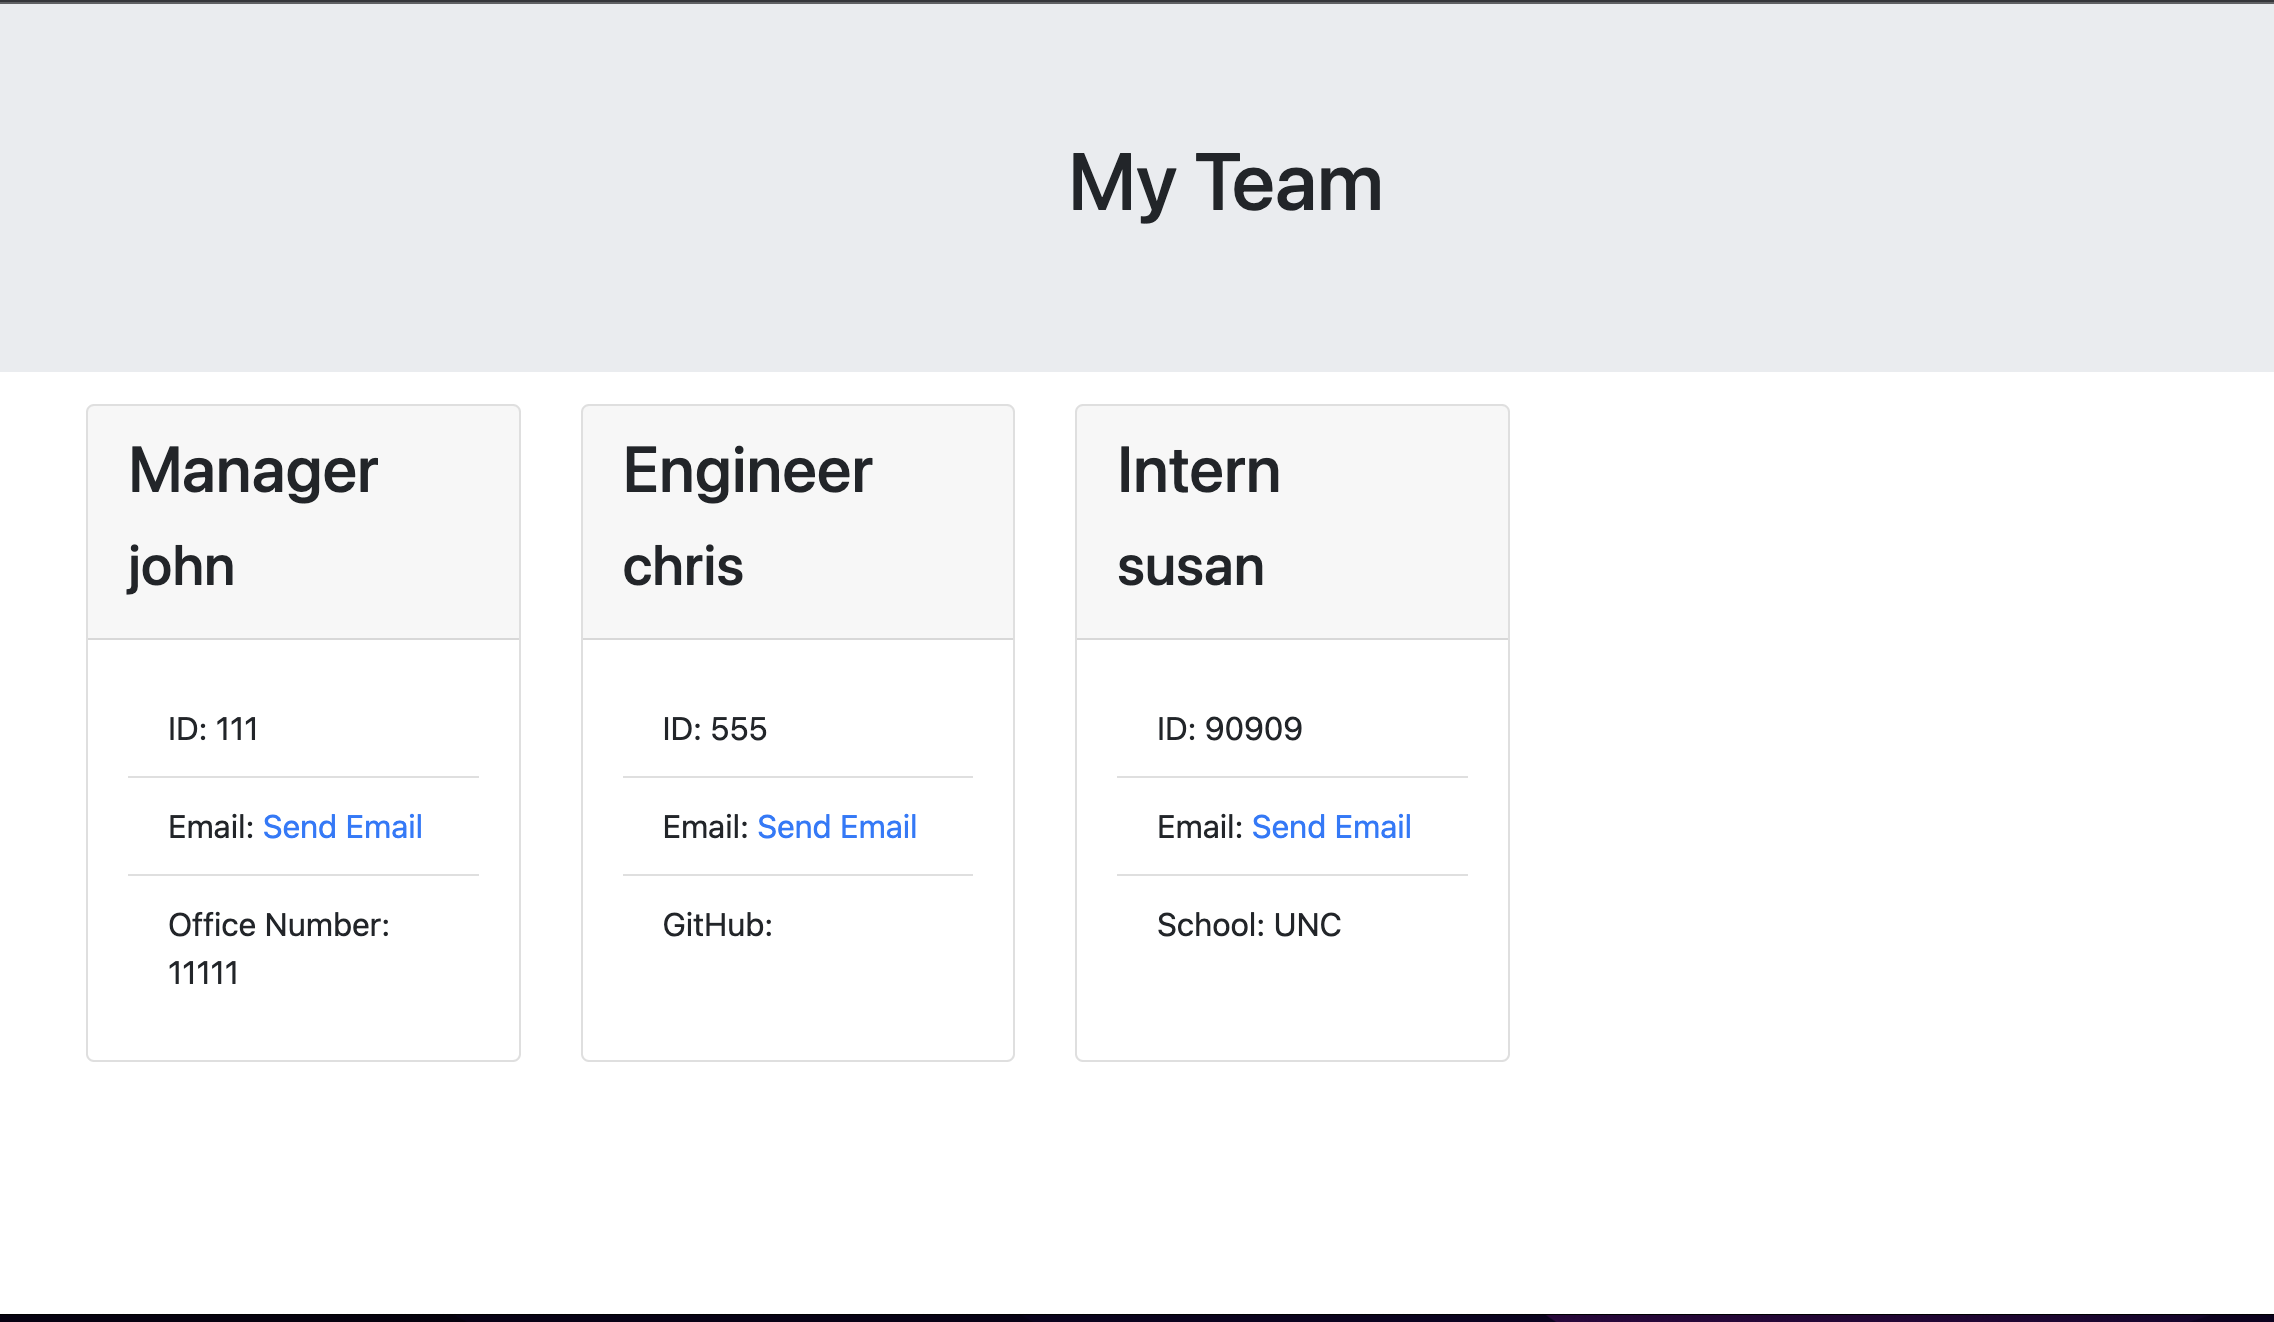 My Team
Manager
john
ID: 111
Email: Send Email
Office Number:
11111
Engineer
chris
ID: 555
Email: Send Email
GitHub:
Intern
susan
ID: 90909
Email: Send Email
School: UNC